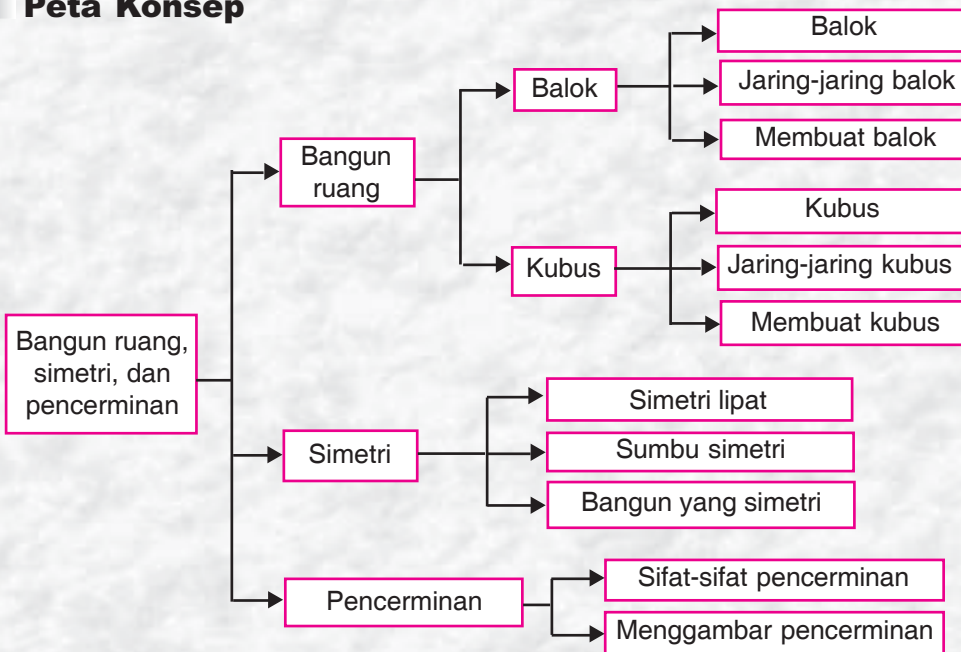 Peta Konsep
Bangun ruang,
simetri, dan
pencerminan
Bangun
ruang
Balok
Balok
Jaring-jaring balok
Membuat balok
Kubus
Kubus
Jaring-jaring kubus
Membuat kubus
Simetri
Simetri lipat
Sumbu simetri
Bangun yang simetri
Pencerminan
Sifat-sifat pencerminan
Menggambar pencerminan